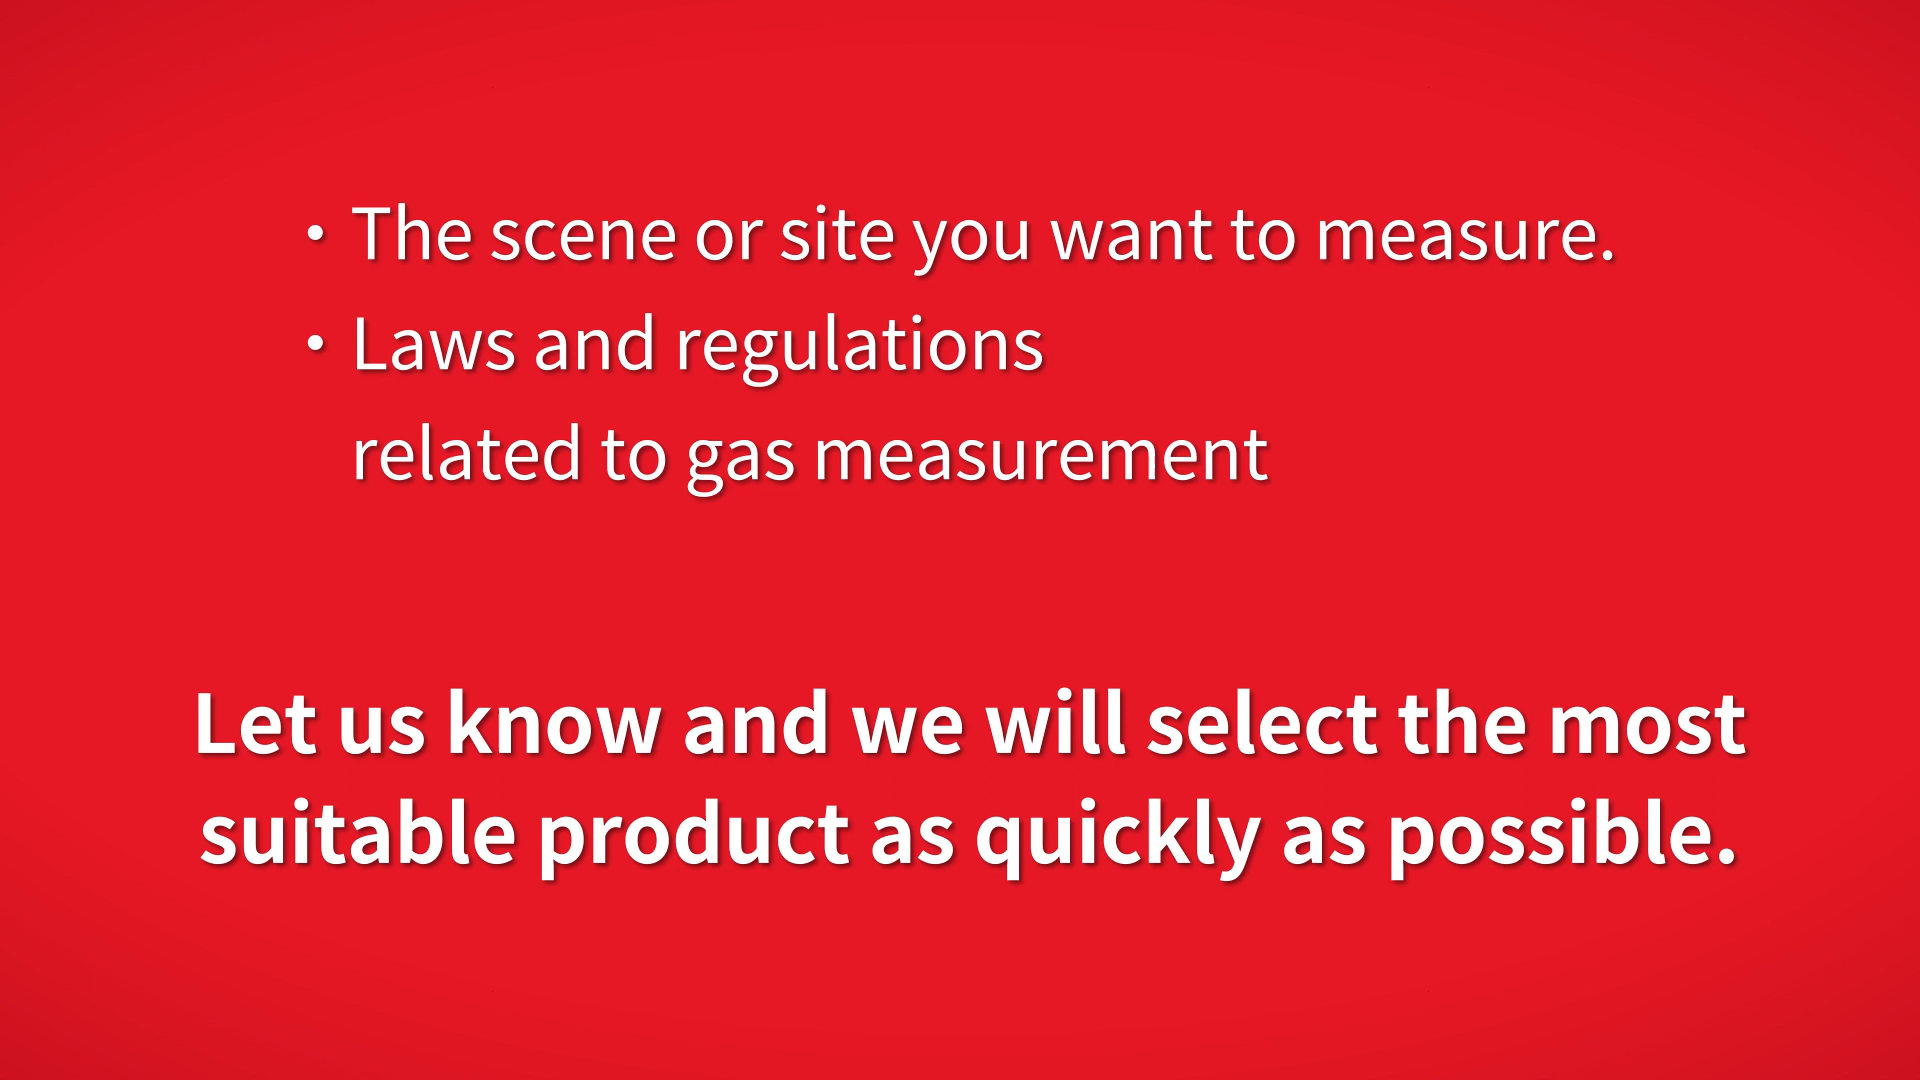 ・The scene or site you want to measure.
・Laws and regulations
related to gas measurement
Let us know and we will select the most
suitable product as quickly as possible.